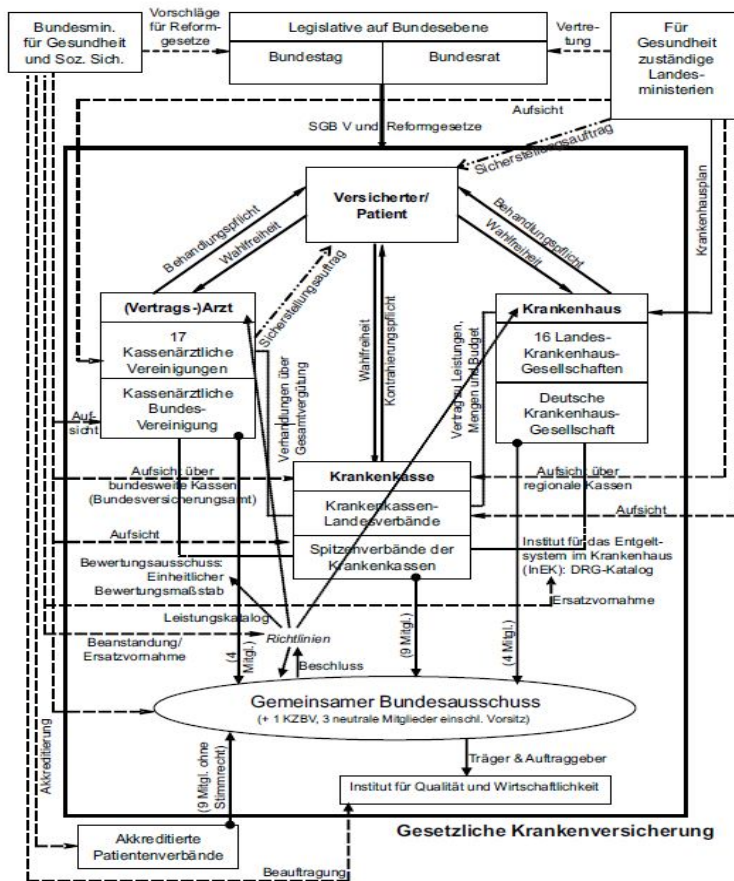 Bundesmin.
für Gesundheit
und Soz. Sich.
Vorschläge
für Reform-
gesetze
Legislative auf Bundesebene
Bundestag
Bundesrat
Vertre-
tung
Für
Gesundheit
zuständige
Landes-
ministerien
Aufsicht
SGB V und Reformgesetze
Sicherstellungsauftrag
Krankenhausplan
Versicherter/
Patient
Behandlungspflicht
Wahlfreiheit
Behandlungspflicht
Wahlfreiheit
Sicherstellungsauftrag
(Vertrags-)Arzt
17
Kassenärztliche
Vereinigungen
Kassenärztliche
Bundes-
Vereinigung
Wahlfreiheit
Kontrahierungspflicht
Krankenhaus
16 Landes-
Krankenhaus-
Gesellschaften
Deutsche
Krankenhaus-
Gesellschaft
Verhandlungen über
Gesamtvergütung
Vertrag zu Leistungen,
Mengen und Budget
Auf-
sicht
Aufsicht über
bundesweite Kassen
(Bundesversicherungsamt)
Krankenkasse
Krankenkassen-
Landesverbände
Spitzenverbände der
Krankenkassen
Aufsicht über
regionale Kassen
Aufsicht
Aufsicht
Bewertungsausschuss:
Einheitlicher
Bewertungsmaßstab
Institut für das Entgelt-
system im Krankenhaus
(InEK): DRG-Katalog
Ersatzvornahme
Leistungskatalog
Richtlinien
Beanstandung/
Ersatzvornahme
(4
Mitgl.)
Beschluss
(9 Mitgl.)
(4 Mitgl.)
Gemeinsamer Bundesausschuss
(+ 1 KZBV, 3 neutrale Mitglieder einschl. Vorsitz)
Akkreditierung
(9 Mitgl. ohne
Stimmrecht)
Träger & Auftraggeber
Institut für Qualität und Wirtschaftlichkeit
Gesetzliche Krankenversicherung
Akkreditierte
Patientenverbände
Beauftragung